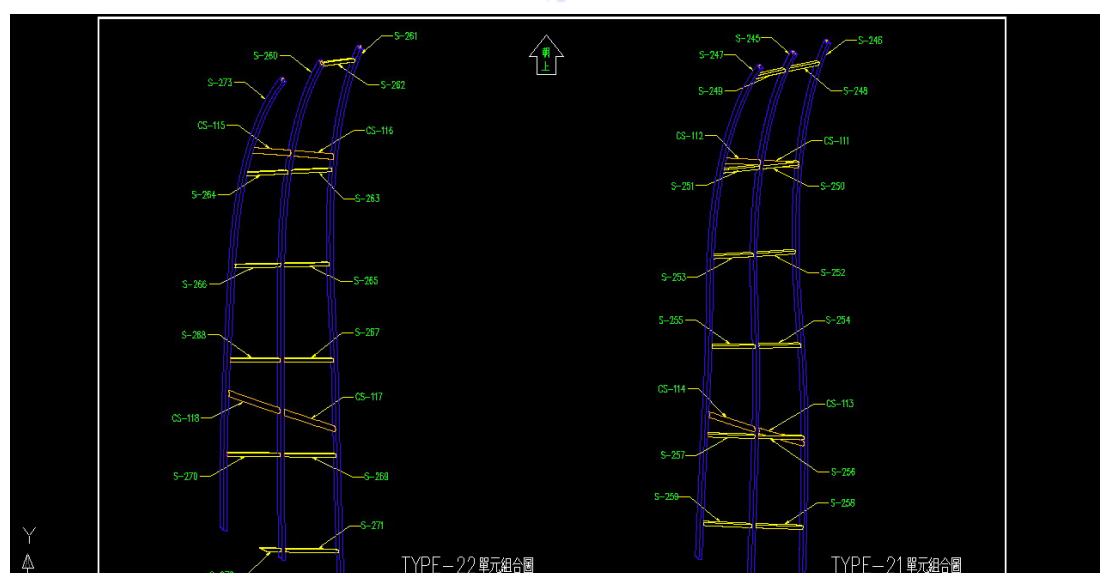 S-261
S-260
S-262
S-273
CS-115
CS-116
S-264
S-263
S-266
S-265
S-268
S-267
CS-118
CS-117
S-270
S-269
S-271
TYPE-22單元組合圖
朝
上
S-245
S-246
S-247
S-249
S-248
CS-112
CS-111
S-251
S-250
S-253
S-252
S-255
S-254
CS-114
CS-113
S-257
S-256
S-259
S-258
TYPE-21單元組合圖
Y